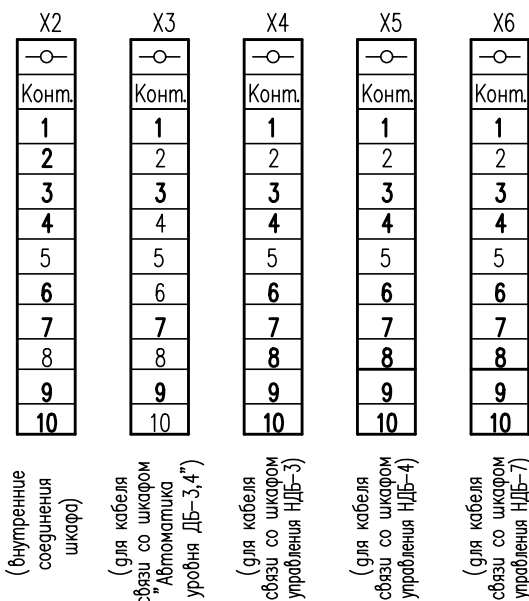 X2 X3 X4 X5 X6
Конт. Конт. Конт. Конт. Конт.
1 1 1 1 1
2 2 2 2 2
3 3 3 3 3
4 4 4 4 4
5 5 5 5 5
6 6 6 6 6
7 7 7 7 7
8 8 8 8 8
9 9 9 9 9
10 10 10 10 10
(внутренние
соединения
шкафа)
(для кабеля
связи со шкафом
"Автоматика
уровня ДБ-3,4")
(для кабеля
связи со шкафом
управления НДБ-3)
(для кабеля
связи со шкафом
управления НДБ-4)
(для кабеля
связи со шкафом
управления НДБ-7)